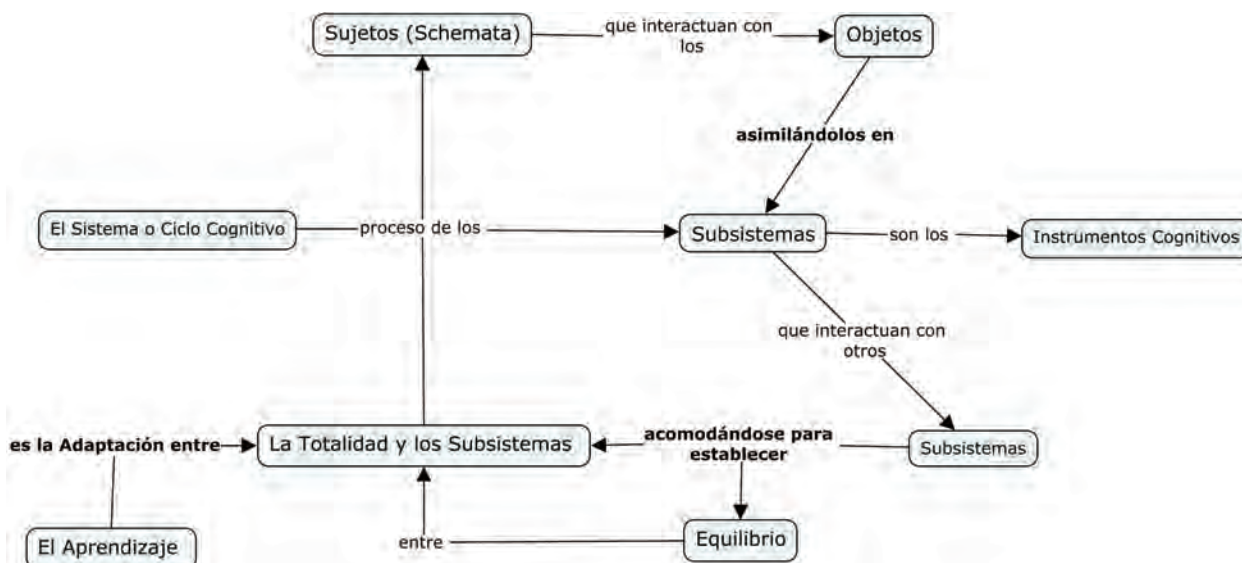 Sujetos (Schemata)
que interactuan con
los
Objetos
asimilándolos en
El Sistema o Ciclo Cognitivo
proceso de los
Subsistemas
son los
Instrumentos Cognitivos
que interactuan con
otros
es la Adaptación entre
La Totalidad y los Subsistemas
acomodándose para
establecer
Subsistemas
El Aprendizaje
entre
Equilibrio